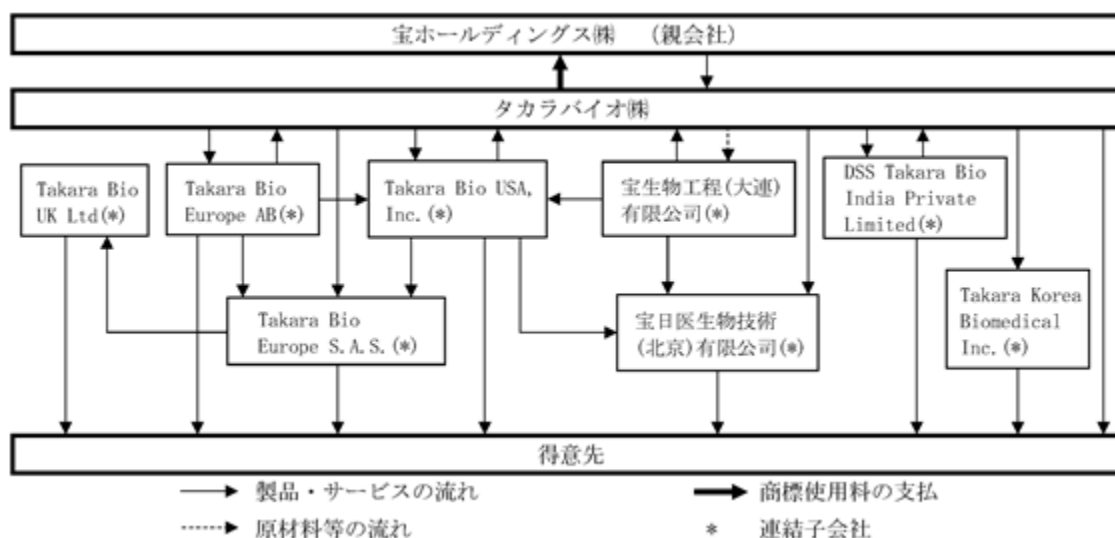 宝ホールディングス㈱ （親会社）
タカラバイオ㈱
Takara Bio
UK Ltd(*)
Takara Bio
Europe AB(*)
Takara Bio USA,
Inc.(*)
宝生物工程(大連)
有限公司(*)
DSS Takara Bio
India Private
Limited(*)
Takara Bio
Europe S.A.S.(*)
宝日医生物技術
(北京)有限公司(*)
Takara Korea
Biomedical
Inc.(*)
得意先
製品・サービスの流れ
商標使用料の支払
原材料等の流れ
* 連結子会社